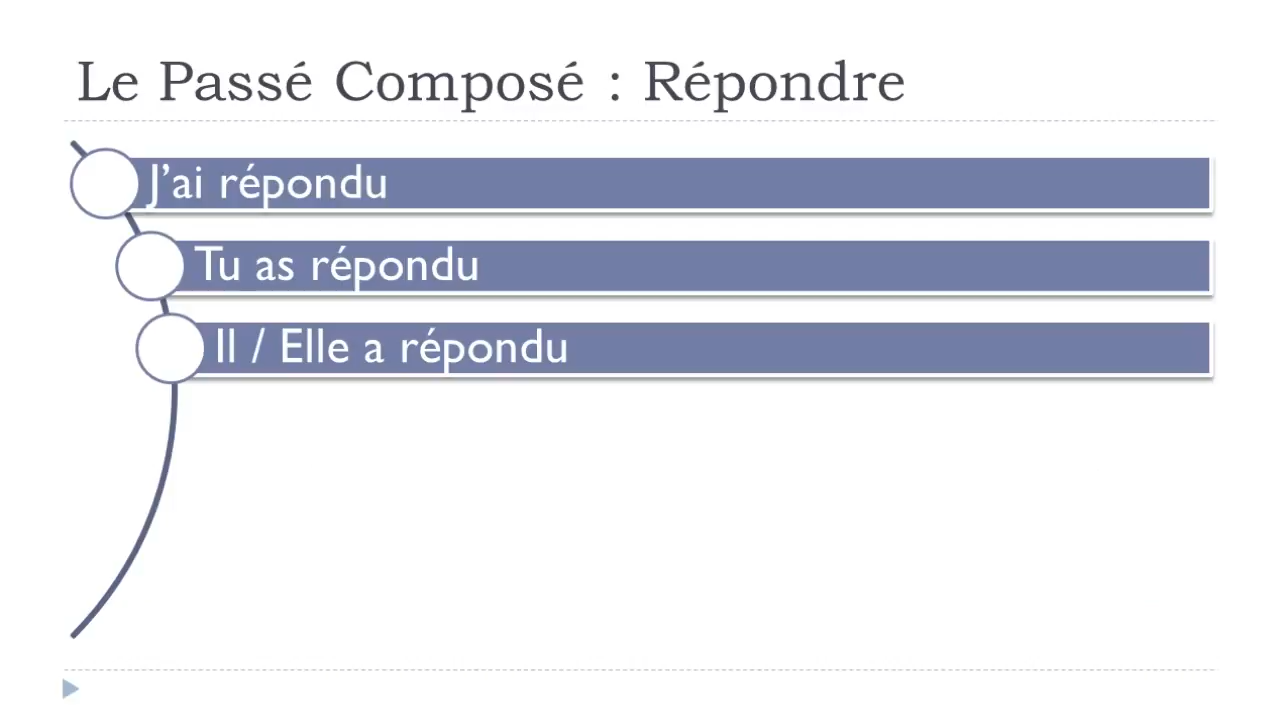 Le Passé Composé : Répondre
J’ai répondu
Tu as répondu
Il / Elle a répondu